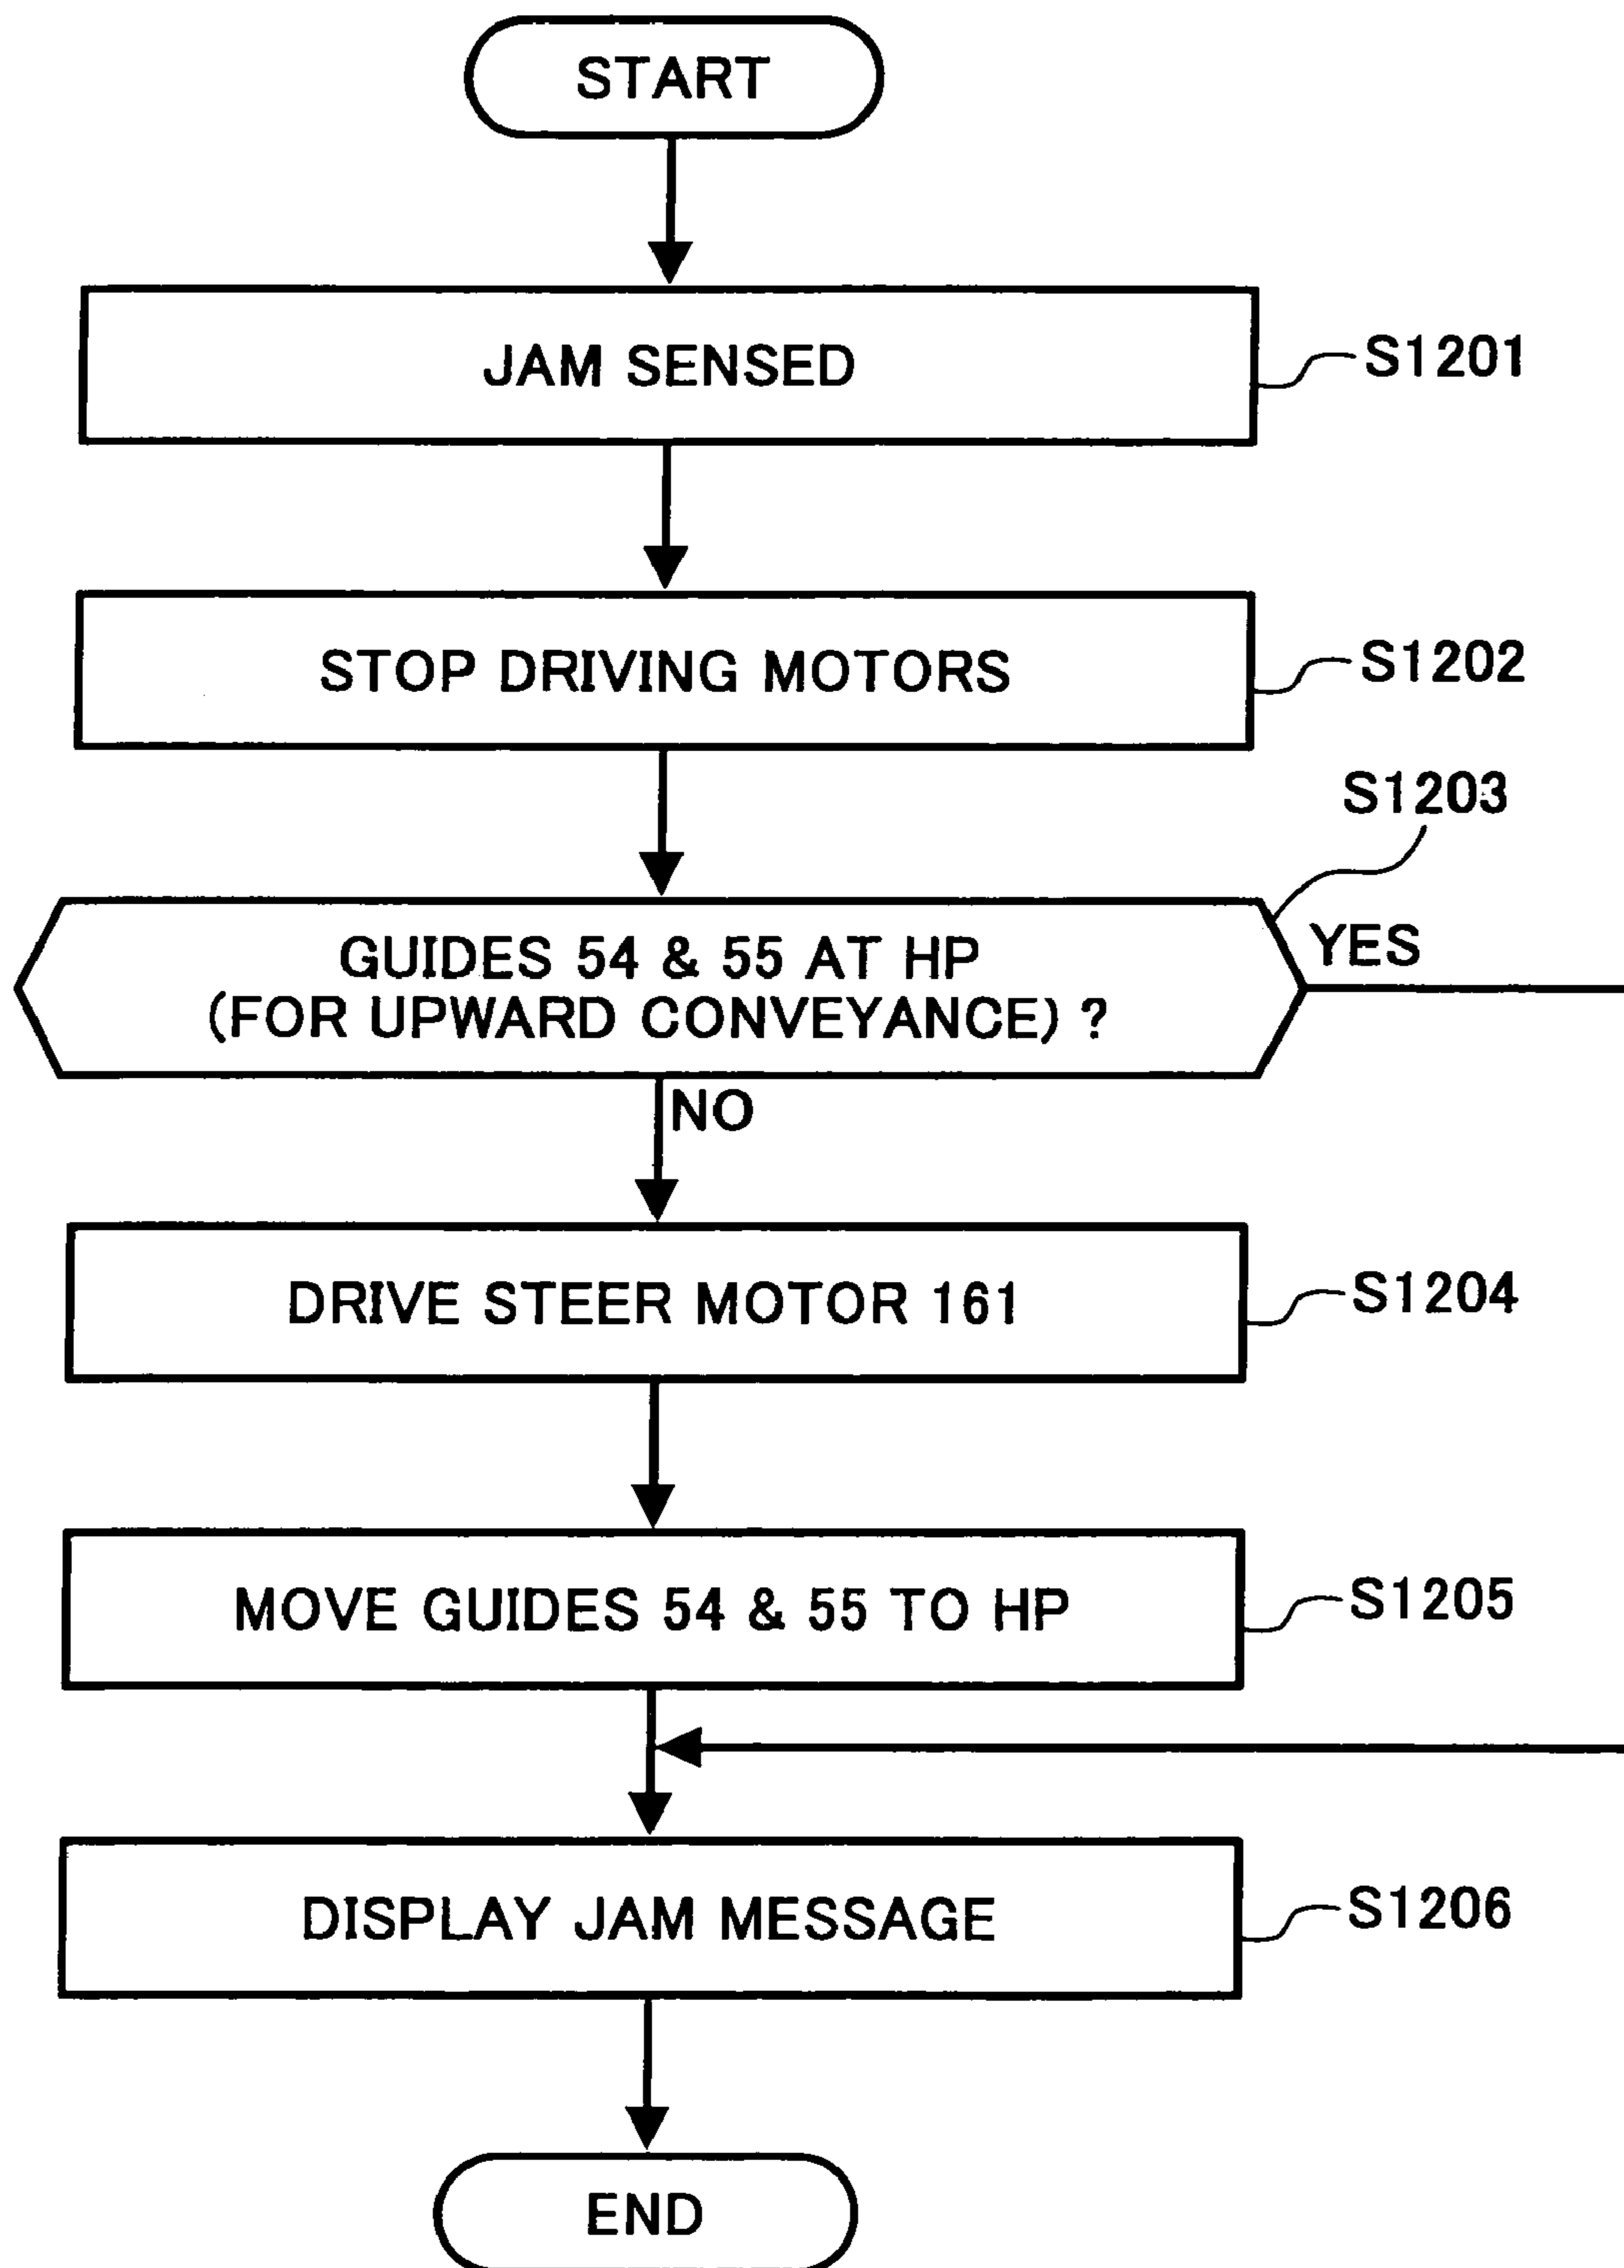 START
JAM SENSED
S1201
STOP DRIVING MOTORS
S1202
S1203
GUIDES 54 & 55 AT HP
(FOR UPWARD CONVEYANCE) ?
YES
NO
DRIVE STEER MOTOR 161
S1204
MOVE GUIDES 54 & 55 TO HP
S1205
DISPLAY JAM MESSAGE
S1206
END